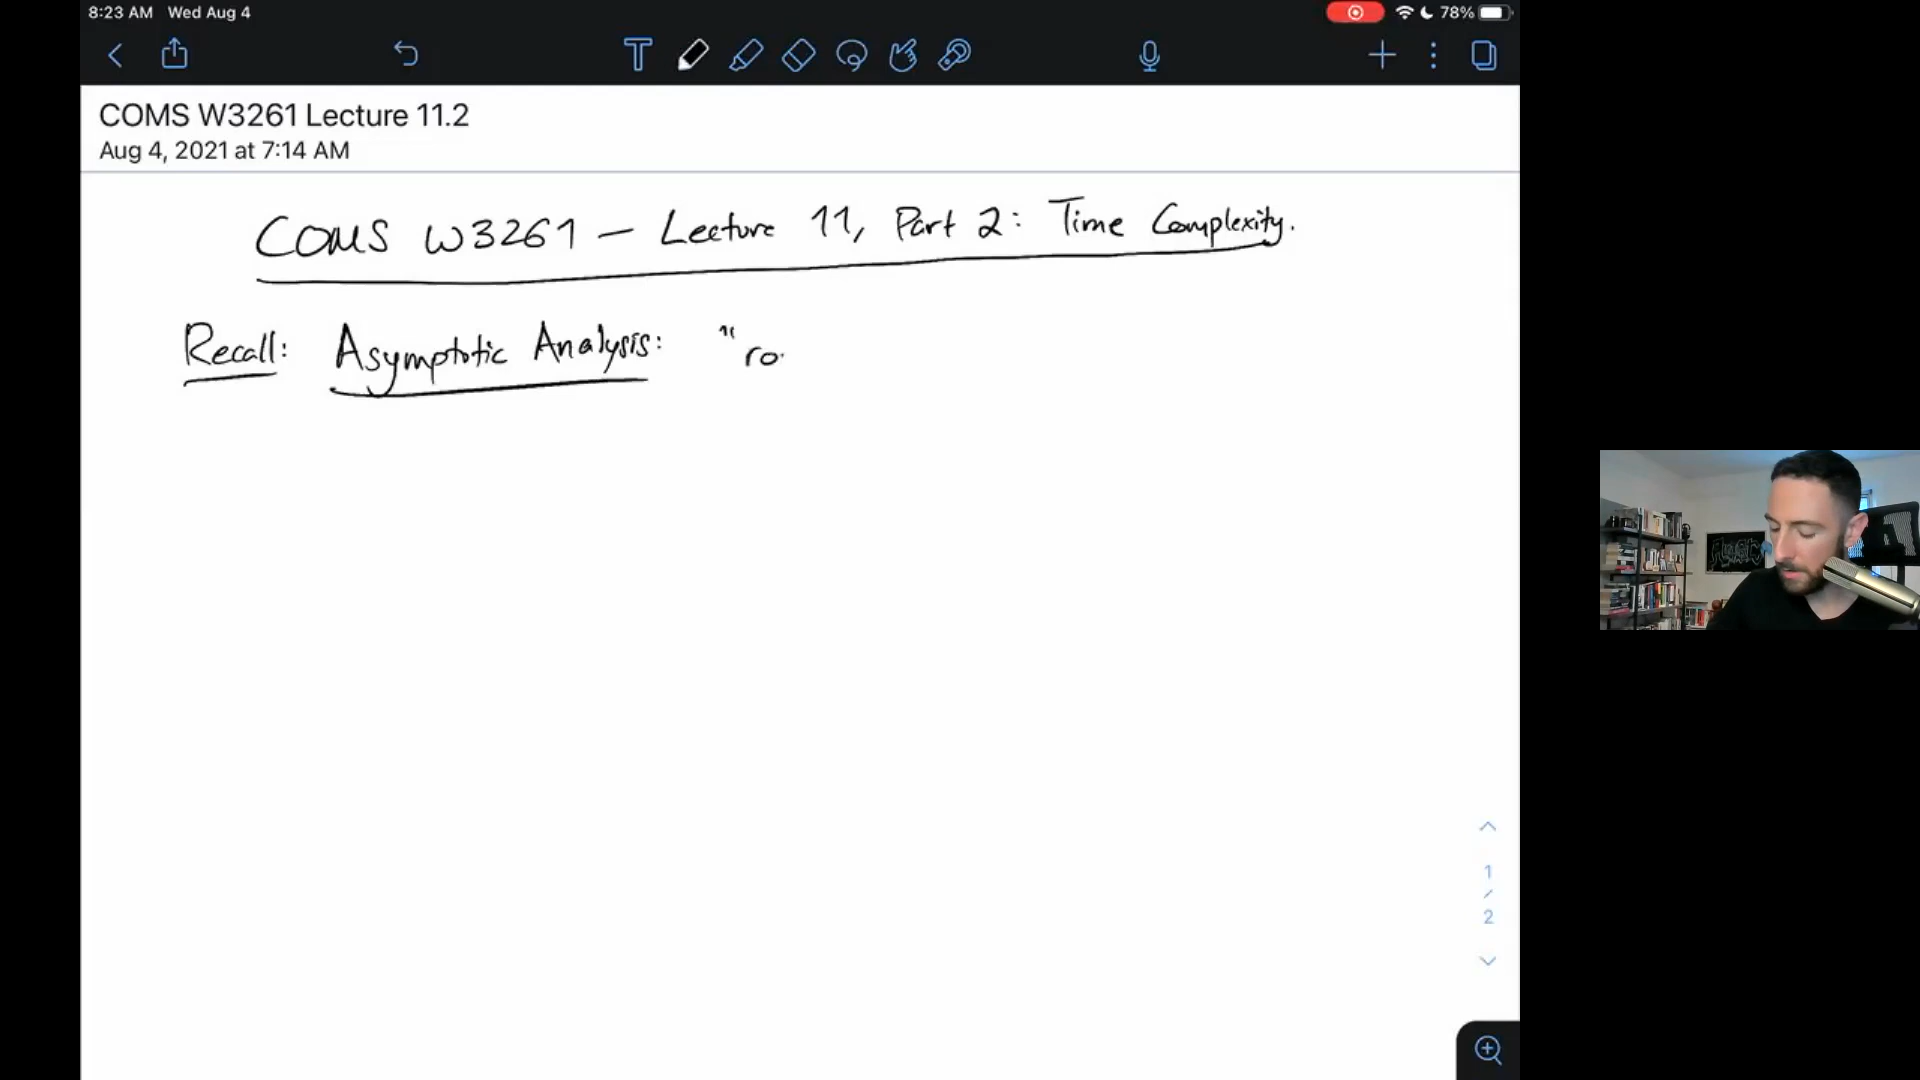 8:23 AM Wed Aug 4 78%
COMS W3261 Lecture 11.2
Aug 4, 2021 at 7:14 AM
COMS W3261 – Lecture 11, Part 2: Time Complexity.
Recall: Asymptotic Analysis: "ro
1
/
2